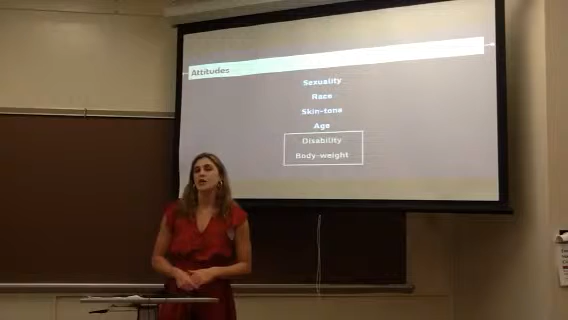 Attitudes
Sexuality
Race
Skin-tone
Age
Disability
Body-weight